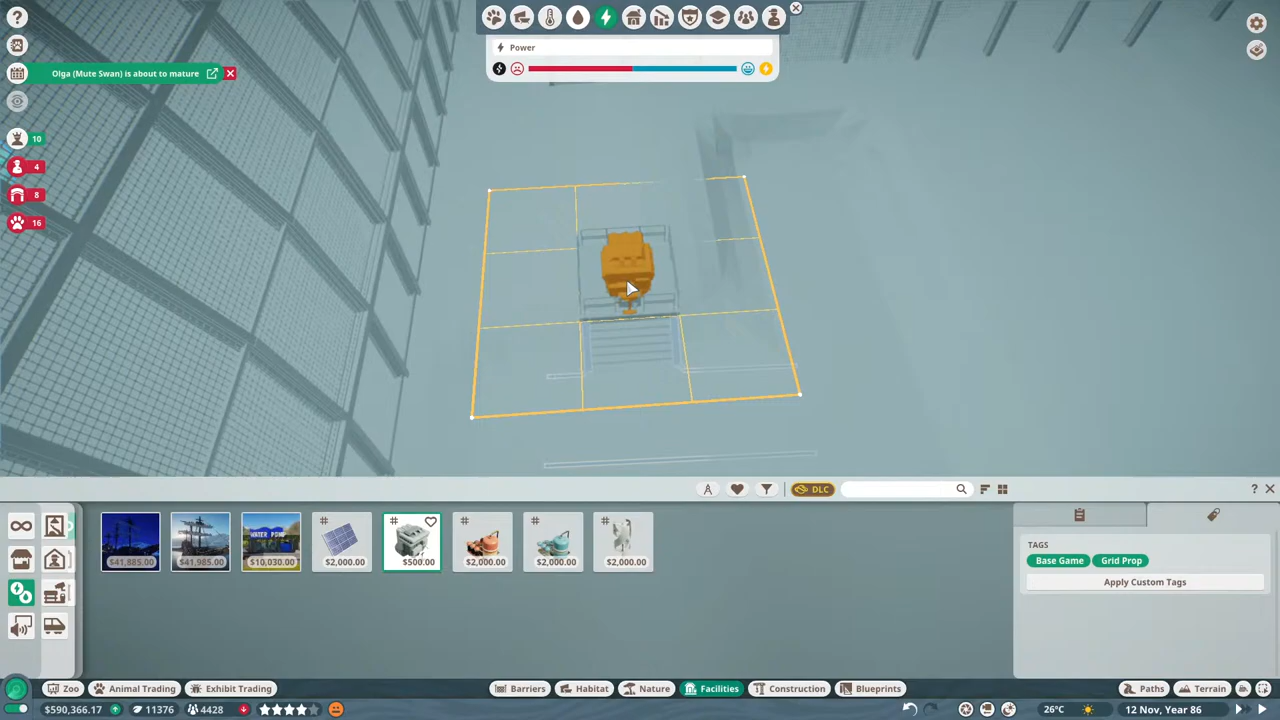 ?
Power
Olga (Mute Swan) is about to mature
10
4
8
16
DLC
?
$41,885.00
$41,985.00
WATER PUMP
$10,030.00
$2,000.00
$500.00
$2,000.00
$2,000.00
$2,000.00
TAGS
Base Game
Grid Prop
Apply Custom Tags
Zoo
Animal Trading
Exhibit Trading
Barriers
Habitat
Nature
Facilities
Construction
Blueprints
Paths
Terrain
$590,366.17
11376
4428
26°C
12 Nov, Year 86